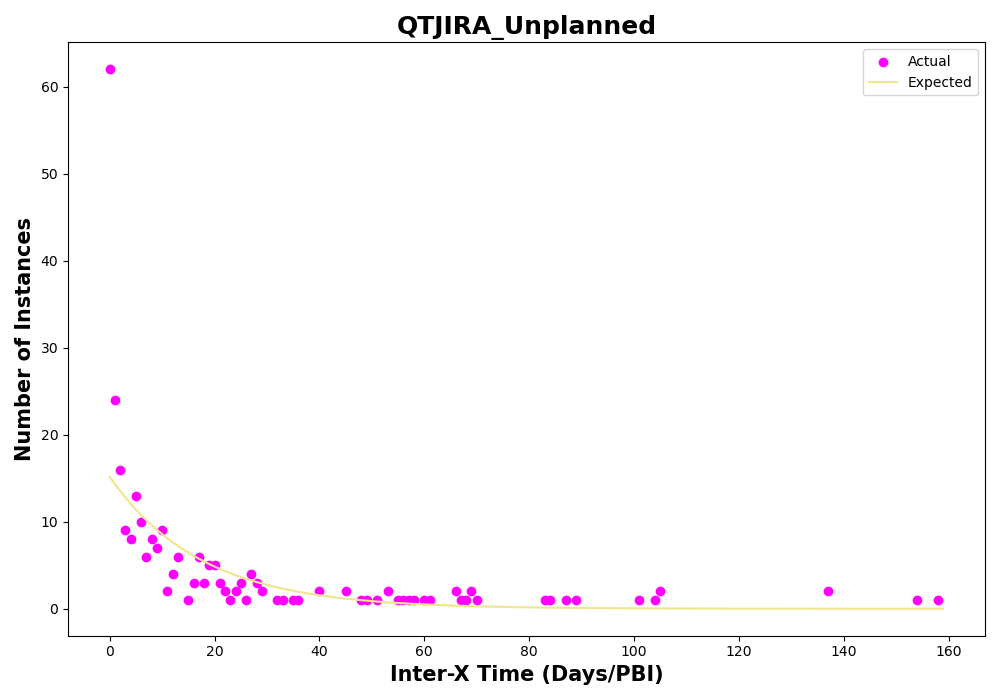 QTJIRA_Unplanned
Actual
Expected
Number of Instances
60
50
40
30
20
10
0
0 20 40 60 80 100 120 140 160
Inter-X Time (Days/PBI)